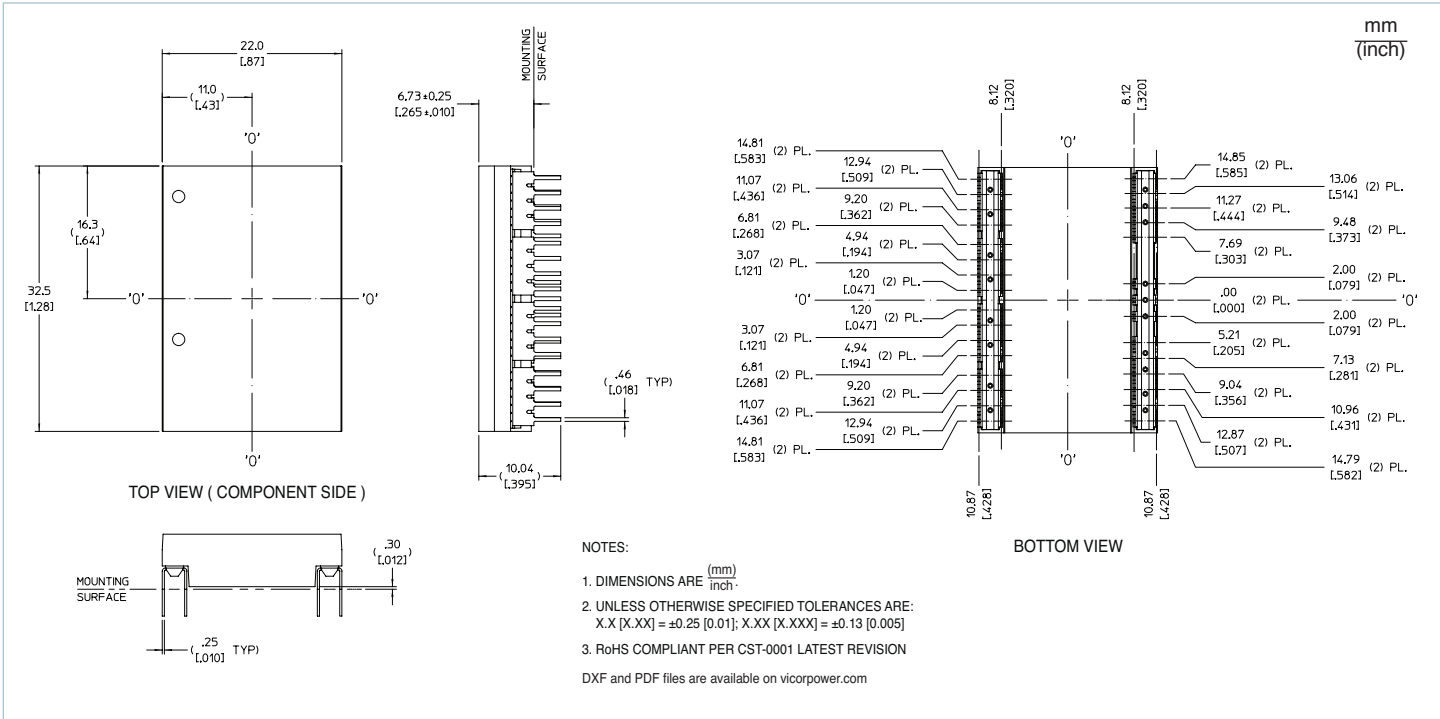 mm
(inch)
22.0
[.87]
( 11.0 )
[.43]
'0'
( 16.3 )
[.64]
32.5
[1.28]
'0'
'0'
'0'
TOP VIEW ( COMPONENT SIDE )
MOUNTING
SURFACE
6.73±0.25
[.265±.010]
( .46 TYP)
[.018]
( 10.04 )
[.395]
MOUNTING
SURFACE
( .30 )
[.012]
( .25 TYP)
[.010]
8.12
[.320]
8.12
[.320]
'0'
14.81 (2) PL.
[.583]
12.94 (2) PL.
[.509]
11.07 (2) PL.
[.436]
9.20 (2) PL.
[.362]
6.81 (2) PL.
[.268]
4.94 (2) PL.
[.194]
3.07 (2) PL.
[.121]
1.20 (2) PL.
[.047]
'0'
1.20 (2) PL.
[.047]
3.07 (2) PL.
[.121]
4.94 (2) PL.
[.194]
6.81 (2) PL.
[.268]
9.20 (2) PL.
[.362]
11.07 (2) PL.
[.436]
12.94 (2) PL.
[.509]
14.81 (2) PL.
[.583]
14.85 (2) PL.
[.585]
13.06 (2) PL.
[.514]
11.27 (2) PL.
[.444]
9.48 (2) PL.
[.373]
7.69 (2) PL.
[.303]
2.00 (2) PL.
[.079]
.00 (2) PL.
[.000]
'0'
2.00 (2) PL.
[.079]
5.21 (2) PL.
[.205]
7.13 (2) PL.
[.281]
9.04 (2) PL.
[.356]
10.96 (2) PL.
[.431]
12.87 (2) PL.
[.507]
14.79 (2) PL.
[.582]
'0'
10.87
[.428]
10.87
[.428]
BOTTOM VIEW
NOTES:
1. DIMENSIONS ARE (mm)
inch.
2. UNLESS OTHERWISE SPECIFIED TOLERANCES ARE:
X.X [X.XX] = ±0.25 [0.01]; X.XX [X.XXX] = ±0.13 [0.005]
3. RoHS COMPLIANT PER CST-0001 LATEST REVISION
DXF and PDF files are available on vicorpower.com